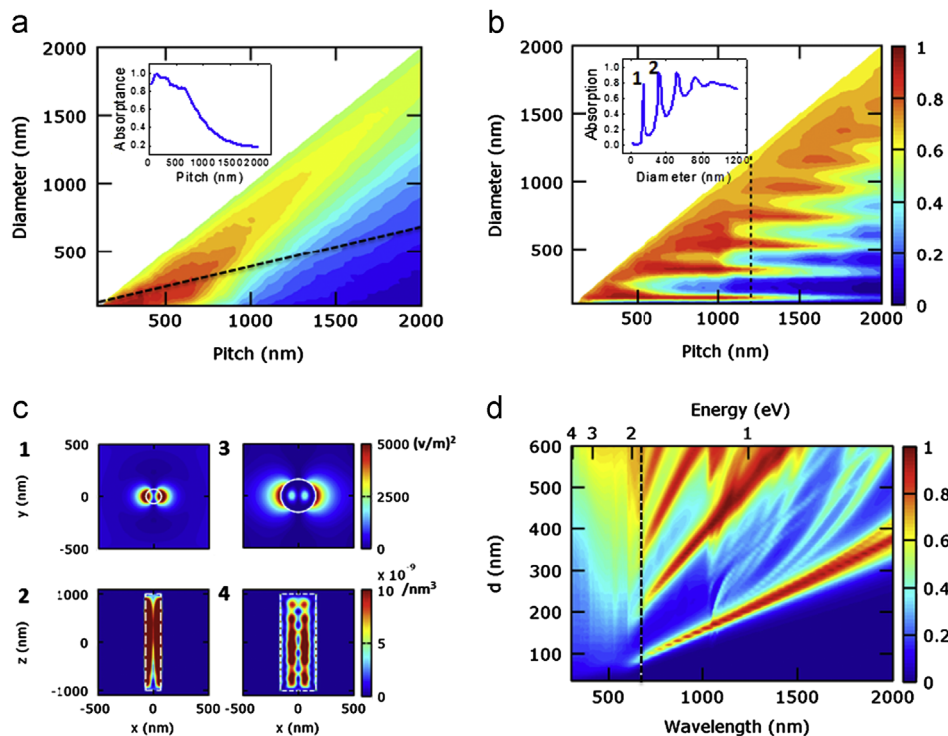 a
2000
1500
1000
500
Diameter (nm)
500 1000 1500 2000
Pitch (nm)
Absorptance
1.0
0.8
0.6
0.4
0.2
0 500 1000 1500 2000
Pitch (nm)
b
2000
1500
1000
500
Diameter (nm)
500 1000 1500 2000
Pitch (nm)
Absorption
1.0
0.8
0.6
0.4
0.2
0.0
1 2
0 400 800 1200
Diameter (nm)
1
0.8
0.6
0.4
0.2
0
c
1
500
0
-500
y (nm)
3
5000 (v/m)²
2500
0
2
1000
0
-1000
z (nm)
-500 0 500
x (nm)
4
x 10⁻⁹
10 /nm³
5
0
-500 0 500
x (nm)
d
Energy (eV)
4 3 2 1
600
500
400
300
200
100
d (nm)
500 1000 1500 2000
Wavelength (nm)
1
0.8
0.6
0.4
0.2
0